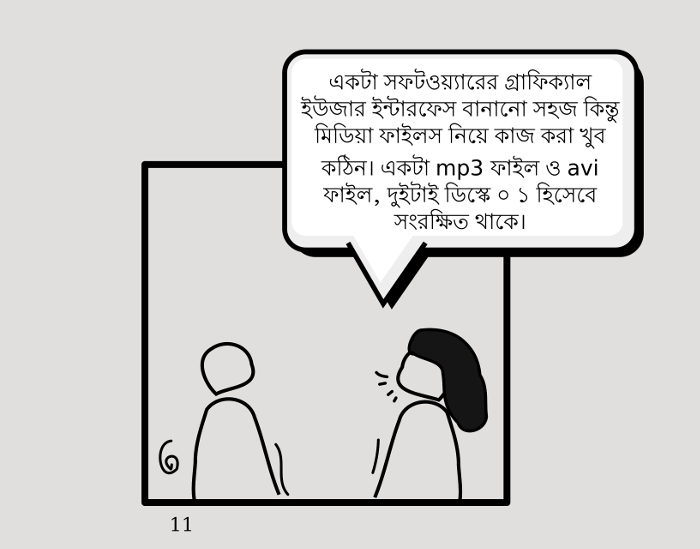 একটা সফটওয়্যারের গ্রাফিক্যাল
ইউজার ইন্টারফেস বানানো সহজ কিন্তু
মিডিয়া ফাইলস নিয়ে কাজ করা খুব
কঠিন। একটা mp3 ফাইল ও avi
ফাইল, দুইটাই ডিস্কে ০ ১ হিসেবে
সংরক্ষিত থাকে।
11